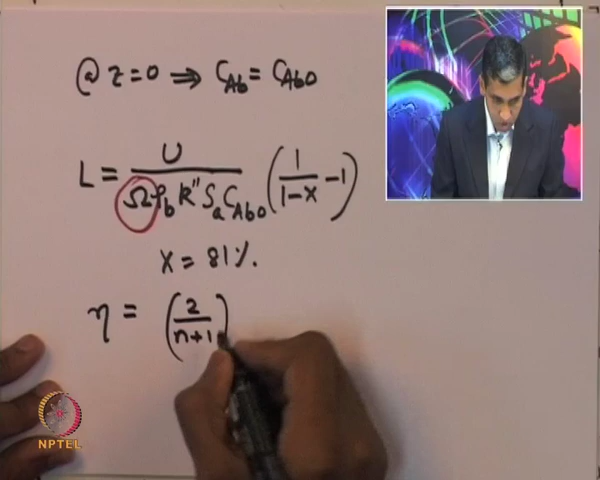 @ z=0 ⇒ C_Ab = C_Ab0
L = U / (Ω ρ_b k'' S_a C_Ab0) (1/(1-x) - 1)
x = 81%.
η = (2/(n+1))
NPTEL